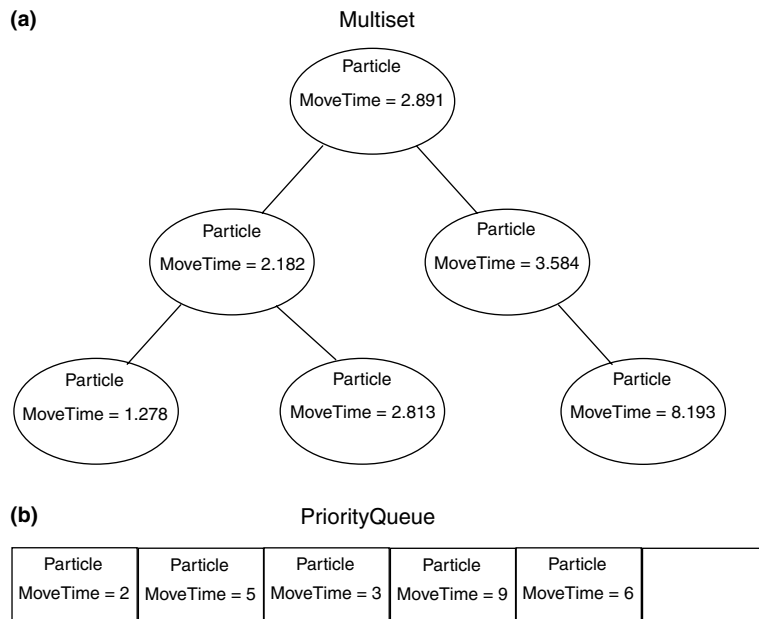 (a)
Multiset
Particle
MoveTime = 2.891
Particle
MoveTime = 2.182
Particle
MoveTime = 3.584
Particle
MoveTime = 1.278
Particle
MoveTime = 2.813
Particle
MoveTime = 8.193
(b)
PriorityQueue
Particle
MoveTime = 2
Particle
MoveTime = 5
Particle
MoveTime = 3
Particle
MoveTime = 9
Particle
MoveTime = 6